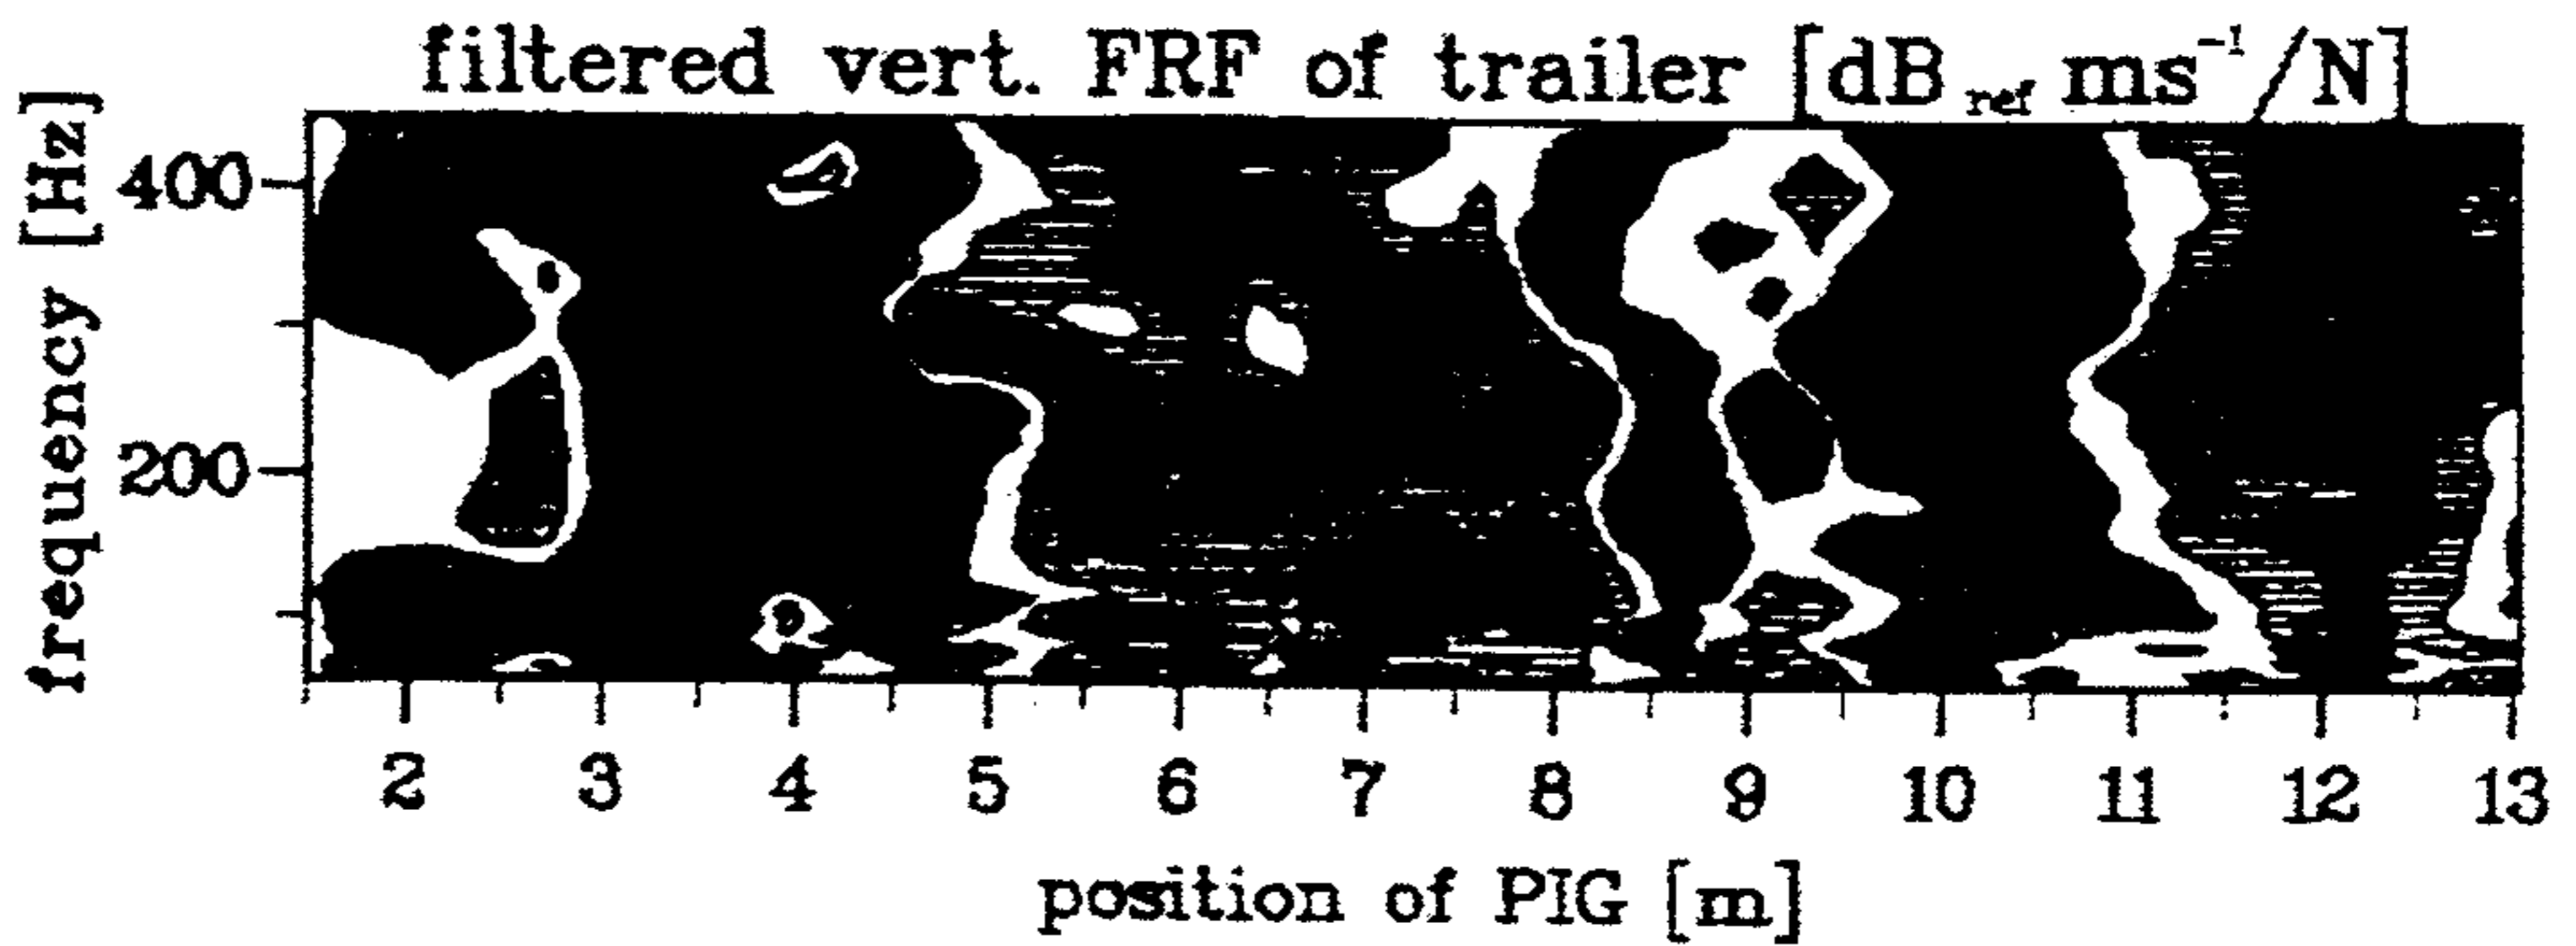 filtered vert. FRF of trailer [dB ref ms⁻¹/N]
frequency [Hz]
400
200
2 3 4 5 6 7 8 9 10 11 12 13
position of PIG [m]